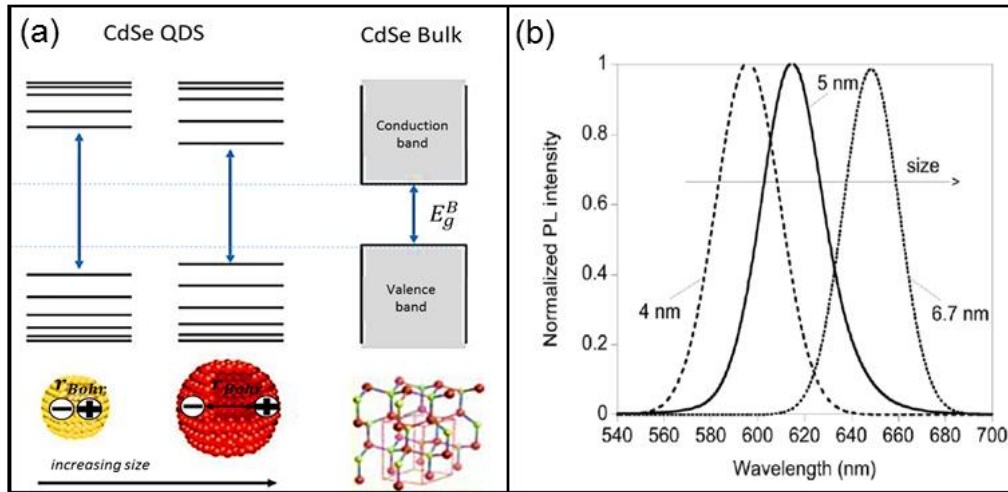 (a)
CdSe QDS
CdSe Bulk
Conduction
band
E_g^B
Valence
band
r_Bohr
− +
r_Bohr
− +
increasing size
(b)
1
0.8
0.6
0.4
0.2
0
Normalized PL intensity
5 nm
size
4 nm
6.7 nm
540 560 580 600 620 640 660 680 700
Wavelength (nm)